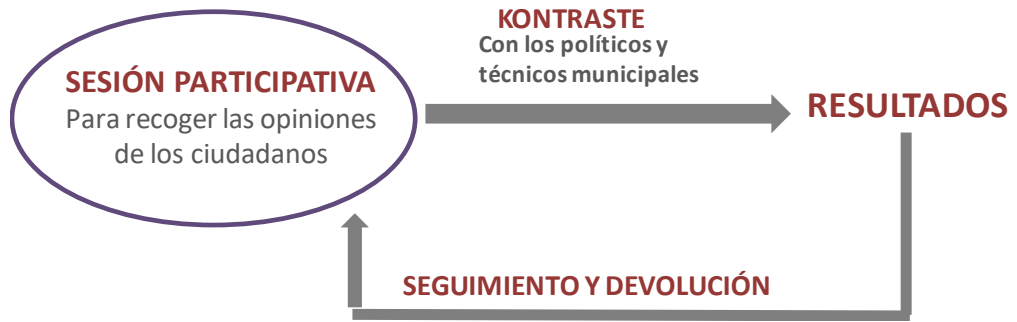 SESIÓN PARTICIPATIVA
Para recoger las opiniones
de los ciudadanos
KONTRASTE
Con los políticos y
técnicos municipales
RESULTADOS
SEGUIMIENTO Y DEVOLUCIÓN